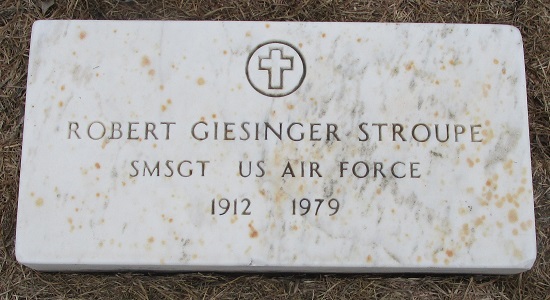 ROBERT GIESINGER STROUPE
SMSGT US AIR FORCE
1912 1979